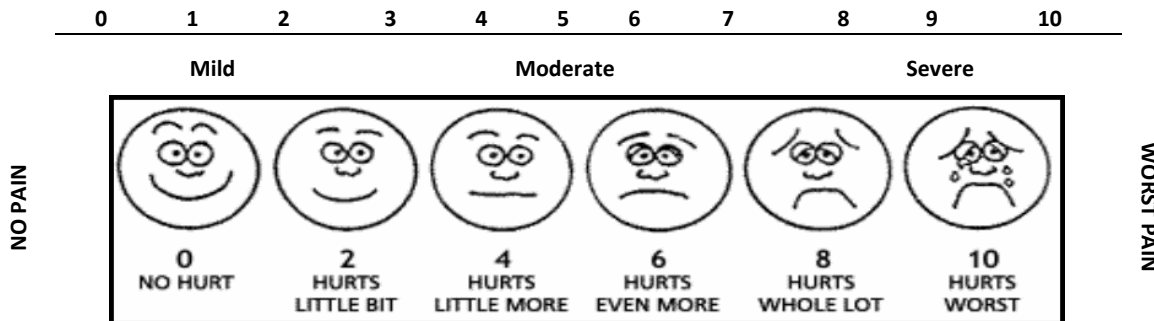 0 1 2 3 4 5 6 7 8 9 10
Mild Moderate Severe
NO PAIN
0 2 4 6 8 10
NO HURT HURTS HURTS HURTS HURTS HURTS
LITTLE BIT LITTLE MORE EVEN MORE WHOLE LOT WORST
WORST PAIN